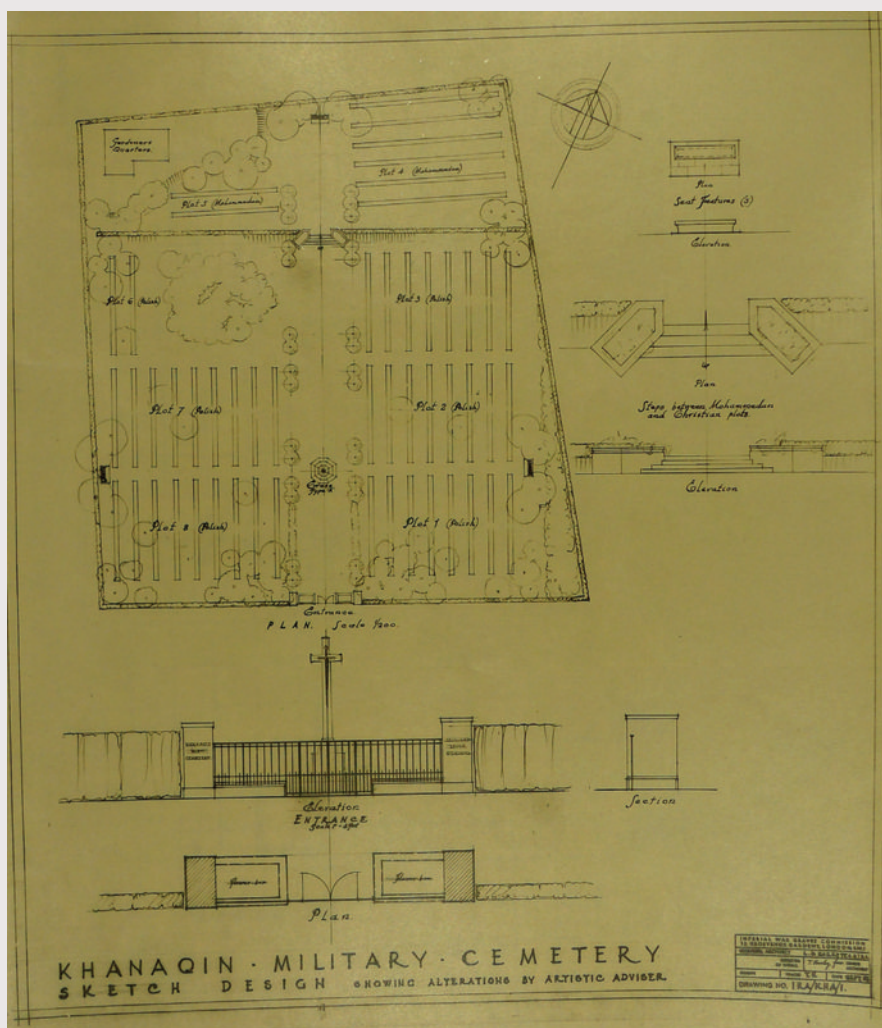 Gardeners
Quarters
Plot 4 (Mohammedan)
Plot 5 (Mohammedan)
Plot 6 (Polish)
Plot 3 (Polish)
Plot 7 (Polish)
Plot 2 (Polish)
Cross
Plot 8 (Polish)
Plot 1 (Polish)
Entrance
PLAN. Scale 1/200.
Plan
Seat Features (3)
Elevation
Plan
Steps between Mohammedan
and Christian plots.
Elevation
Elevation
ENTRANCE
Section
Plan.
KHANAQIN · MILITARY · CEMETERY
SKETCH DESIGN SHOWING ALTERATIONS BY ARTISTIC ADVISER
IMPERIAL WAR GRAVES COMMISSION
DRAWING NO. IRA/KHA/1.